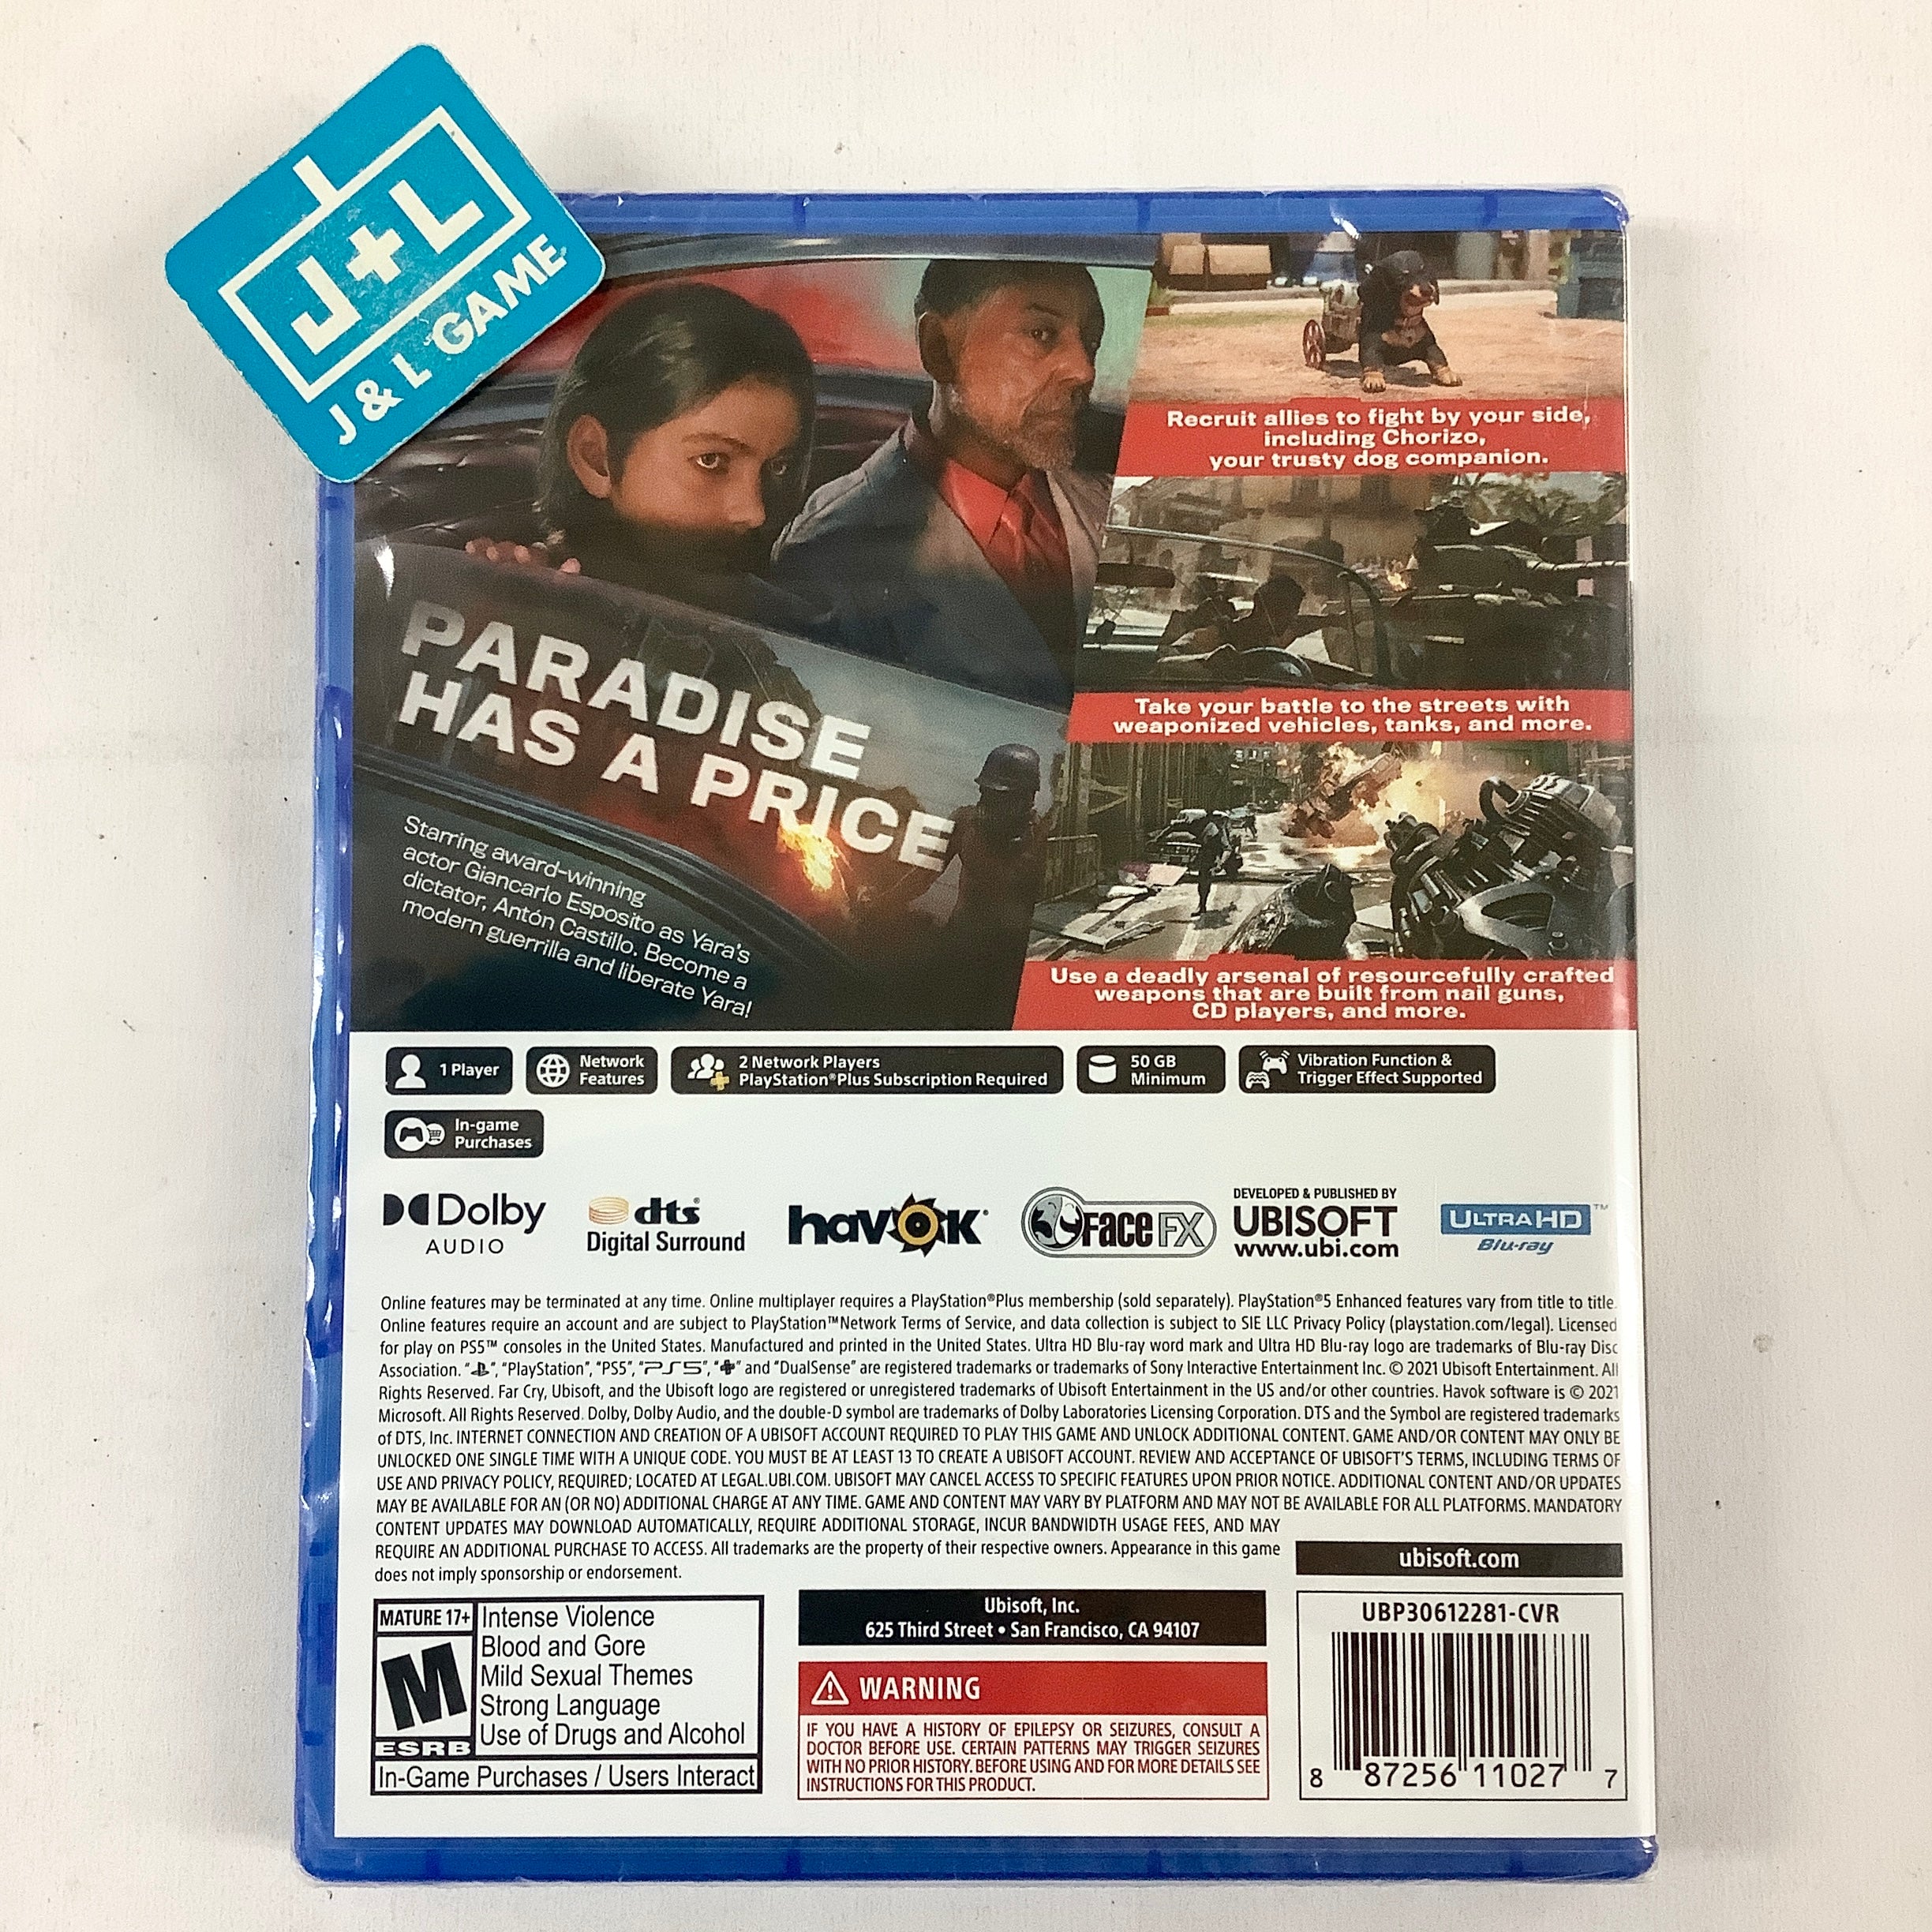 J+L
J & L GAME
PARADISE
HAS A PRICE
Starring award-winning
actor Giancarlo Esposito as Yara's
dictator, Antón Castillo. Become a
modern guerrilla and liberate Yara!
Recruit allies to fight by your side,
including Chorizo,
your trusty dog companion.
Take your battle to the streets with
weaponized vehicles, tanks, and more.
Use a deadly arsenal of resourcefully crafted
weapons that are built from nail guns,
CD players, and more.
1 Player
Network
Features
2 Network Players
PlayStation®Plus Subscription Required
50 GB
Minimum
Vibration Function &
Trigger Effect Supported
In-game
Purchases
Dolby
AUDIO
dts®
Digital Surround
havok®
FaceFX
DEVELOPED & PUBLISHED BY
UBISOFT
www.ubi.com
ULTRA HD™
Blu-ray
Online features may be terminated at any time. Online multiplayer requires a PlayStation®Plus membership (sold separately). PlayStation®5 Enhanced features vary from title to title.
Online features require an account and are subject to PlayStation™Network Terms of Service, and data collection is subject to SIE LLC Privacy Policy (playstation.com/legal). Licensed
for play on PS5™ consoles in the United States. Manufactured and printed in the United States. Ultra HD Blu-ray word mark and Ultra HD Blu-ray logo are trademarks of Blu-ray Disc
Association. "", "PlayStation", "PS5", "PS5", "" and "DualSense" are registered trademarks or trademarks of Sony Interactive Entertainment Inc. © 2021 Ubisoft Entertainment. All
Rights Reserved. Far Cry, Ubisoft, and the Ubisoft logo are registered or unregistered trademarks of Ubisoft Entertainment in the US and/or other countries. Havok software is © 2021
Microsoft. All Rights Reserved. Dolby, Dolby Audio, and the double-D symbol are trademarks of Dolby Laboratories Licensing Corporation. DTS and the Symbol are registered trademarks
of DTS, Inc. INTERNET CONNECTION AND CREATION OF A UBISOFT ACCOUNT REQUIRED TO PLAY THIS GAME AND UNLOCK ADDITIONAL CONTENT. GAME AND/OR CONTENT MAY ONLY BE
UNLOCKED ONE SINGLE TIME WITH A UNIQUE CODE. YOU MUST BE AT LEAST 13 TO CREATE A UBISOFT ACCOUNT. REVIEW AND ACCEPTANCE OF UBISOFT'S TERMS, INCLUDING TERMS OF
USE AND PRIVACY POLICY, REQUIRED; LOCATED AT LEGAL.UBI.COM. UBISOFT MAY CANCEL ACCESS TO SPECIFIC FEATURES UPON PRIOR NOTICE. ADDITIONAL CONTENT AND/OR UPDATES
MAY BE AVAILABLE FOR AN (OR NO) ADDITIONAL CHARGE AT ANY TIME. GAME AND CONTENT MAY VARY BY PLATFORM AND MAY NOT BE AVAILABLE FOR ALL PLATFORMS. MANDATORY
CONTENT UPDATES MAY DOWNLOAD AUTOMATICALLY, REQUIRE ADDITIONAL STORAGE, INCUR BANDWIDTH USAGE FEES, AND MAY
REQUIRE AN ADDITIONAL PURCHASE TO ACCESS. All trademarks are the property of their respective owners. Appearance in this game
does not imply sponsorship or endorsement.
ubisoft.com
MATURE 17+
M
ESRB
Intense Violence
Blood and Gore
Mild Sexual Themes
Strong Language
Use of Drugs and Alcohol
In-Game Purchases / Users Interact
Ubisoft, Inc.
625 Third Street • San Francisco, CA 94107
WARNING
IF YOU HAVE A HISTORY OF EPILEPSY OR SEIZURES, CONSULT A
DOCTOR BEFORE USE. CERTAIN PATTERNS MAY TRIGGER SEIZURES
WITH NO PRIOR HISTORY. BEFORE USING AND FOR MORE DETAILS SEE
INSTRUCTIONS FOR THIS PRODUCT.
UBP30612281-CVR
8 87256 11027 7